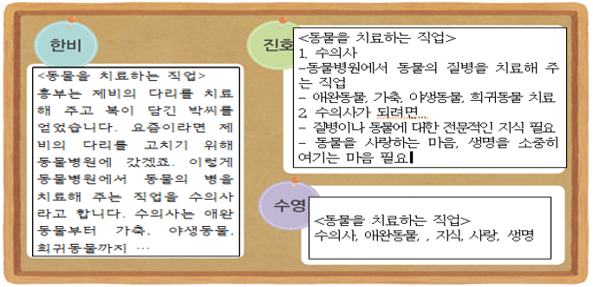 한비
<동물을 치료하는 직업>
흥부는 제비의 다리를 치료
해 주고 복이 담긴 박씨를
얻었습니다. 요즘이라면 제
비의 다리를 고치기 위해
동물병원에 갔겠죠. 이렇게
동물병원에서 동물의 병을
치료해 주는 직업을 수의사
라고 합니다. 수의사는 애완
동물부터 가축, 야생동물,
희귀동물까지 …
진호
<동물을 치료하는 직업>
1. 수의사
-동물병원에서 동물의 질병을 치료해 주
는 직업
- 애완동물, 가축, 야생동물, 희귀동물 치료
2 수의사가 되려면...
- 질병이나 동물에 대한 전문적인 지식 필요
- 동물을 사랑하는 마음, 생명을 소중히
여기는 마음 필요
수영
<동물을 치료하는 직업>
수의사, 애완동물, , 지식, 사랑, 생명